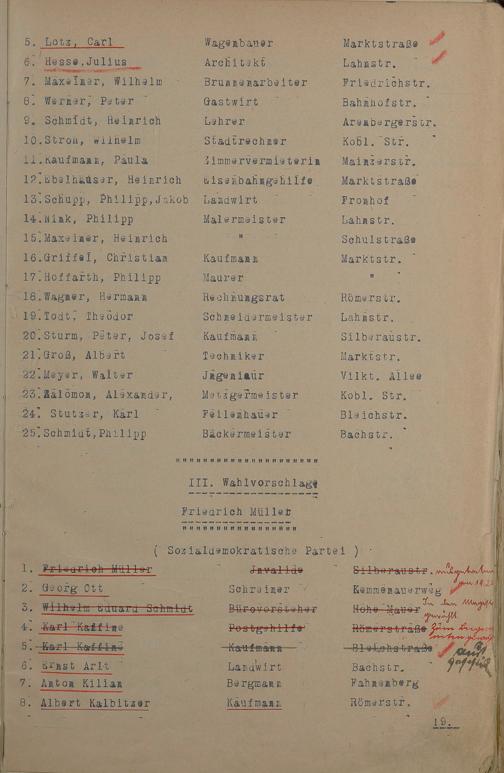 5. Lotz, Carl Wagenbauer Marktstraße
6. Hesse, Julius Architekt Lahnstr.
7. Maxeiner, Wilhelm Brunnenarbeiter Friedrichstr.
8. Werner, Peter Gastwirt Bahnhofstr.
9. Schmidt, Heinrich Lehrer Arenbergerstr.
10. Stroh, Wilhelm Stadtrechner Kobl. Str.
11. Kaufmann, Paula Zimmervermieterin Mainzerstr.
12. Ebelhäuser, Heinrich Eisenbahngehilfe Marktstraße
13. Schupp, Philipp, Jakob Landwirt Fronhof
14. Nink, Philipp Malermeister Lahnstr.
15. Maxeiner, Heinrich " Schulstraße
16. Griffel, Christian Kaufmann Marktstr.
17. Hoffarth, Philipp Maurer "
18. Wagner, Hermann Rechnungsrat Römerstr.
19. Todt, Theodor Schneidermeister Lahnstr.
20. Sturm, Peter, Josef Kaufmann Silberaustr.
21. Groß, Albert Techniker Marktstr.
22. Meyer, Walter Jngeniaur Vikt. Allee
23. Salomon, Alexander, Metzgermeister Kobl. Str.
24. Stutzer, Karl Feilenhauer Bleichstr.
25. Schmidt, Philipp Bäckermeister Bachstr.
III. Wahlvorschlag
Friedrich Müller
( Sozialdemokratische Partei )
1. Friedrich Müller Jnvalide Silberaustr.
2. Georg Ott Schreiner Kemmenauerweg
3. Wilhelm Eduard Schmidt Bürovorsteher Hohe Mauer
4. Karl Kaffine Postgehilfe Römerstraße
5. Karl Kaffine Kaufmann Bleichstraße
6. Ernst Arlt Landwirt Bachstr.
7. Anton Kilian Bergmann Fahnenberg
8. Albert Kalbitzer Kaufmann Römerstr.
19.